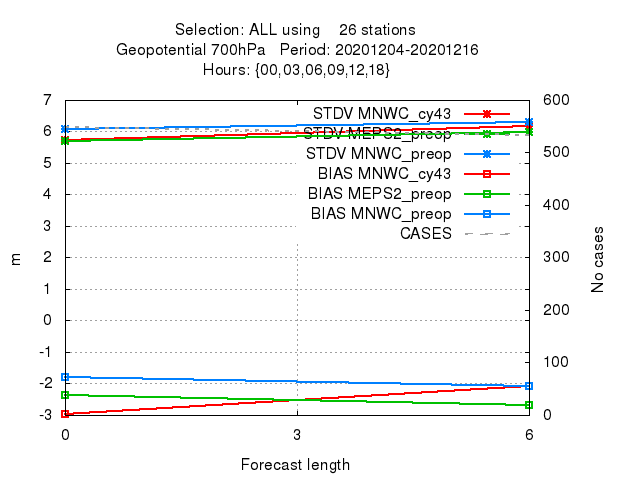 Selection: ALL using 26 stations
Geopotential 700hPa Period: 20201204-20201216
Hours: {00,03,06,09,12,18}
7
6
5
4
3
2
1
0
-1
-2
-3
m
STDV MNWC_cy43
STDV MEPS2_preop
STDV MNWC_preop
BIAS MNWC_cy43
BIAS MEPS2_preop
BIAS MNWC_preop
CASES
600
500
400
300
200
100
0
No cases
0 3 6
Forecast length